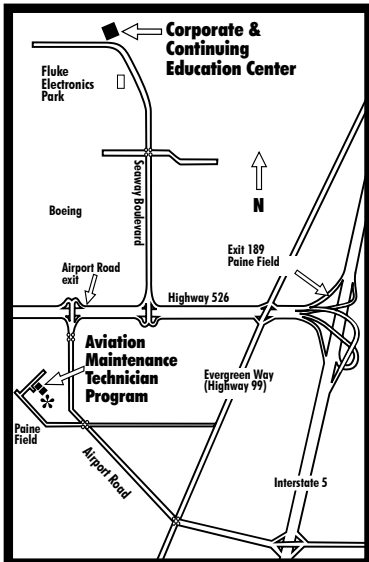 Corporate &
Continuing
Education Center
Fluke
Electronics
Park
Seaway Boulevard
N
Boeing
Exit 189
Paine Field
Airport Road
exit
Highway 526
Aviation
Maintenance
Technician
Program
Evergreen Way
(Highway 99)
Paine
Field
Airport Road
Interstate 5